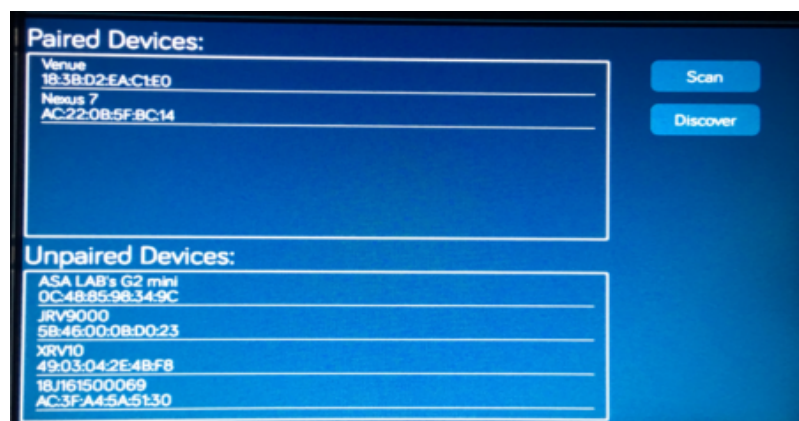 Paired Devices:
Venue
18:3B:D2:EA:C1:E0
Nexus 7
AC:22:0B:5F:BC:14
Scan
Discover
Unpaired Devices:
ASA LAB's G2 mini
0C:48:85:98:34:9C
JRV9000
5B:46:00:0B:D0:23
XRV10
49:03:04:2E:4B:F8
18J161500069
AC:3F:A4:5A:51:30